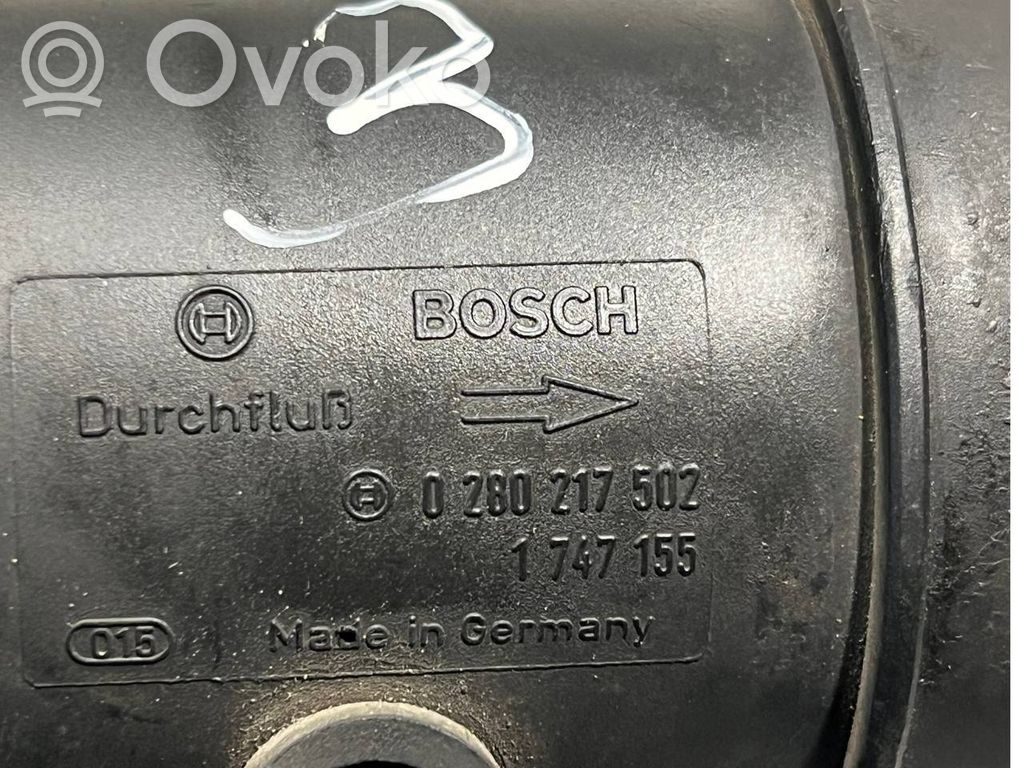 Ovoko
3
BOSCH
Durchfluß
0 280 217 502
1 747 155
015 Made in Germany